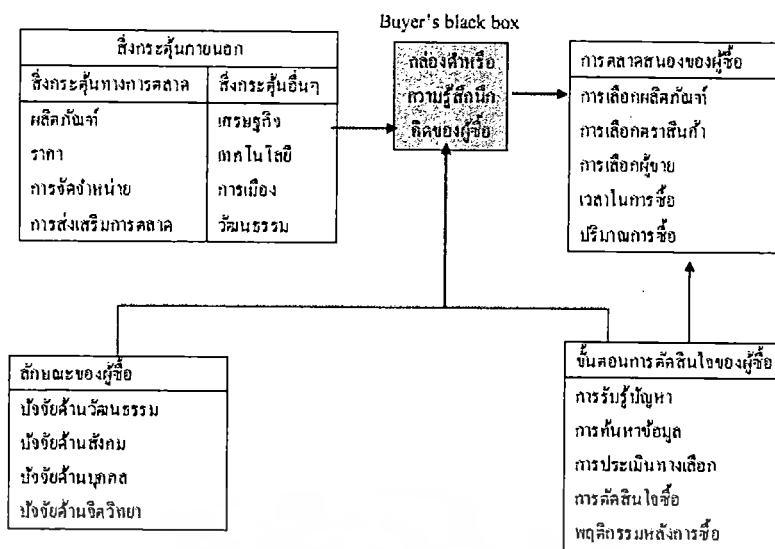 Buyer's black box
สิ่งกระตุ้นภายนอก
สิ่งกระตุ้นทางการตลาด
ผลิตภัณฑ์
ราคา
การจัดจำหน่าย
การส่งเสริมการตลาด
สิ่งกระตุ้นอื่นๆ
เศรษฐกิจ
เทคโนโลยี
การเมือง
วัฒนธรรม
กล่องดำหรือ
ความรู้สึกนึก
คิดของผู้ซื้อ
การตลาดสนองของผู้ซื้อ
การเลือกผลิตภัณฑ์
การเลือกตราสินค้า
การเลือกผู้ขาย
เวลาในการซื้อ
ปริมาณการซื้อ
ลักษณะของผู้ซื้อ
ปัจจัยด้านวัฒนธรรม
ปัจจัยด้านสังคม
ปัจจัยด้านบุคคล
ปัจจัยด้านจิตวิทยา
ขั้นตอนการตัดสินใจของผู้ซื้อ
การรับรู้ปัญหา
การค้นหาข้อมูล
การประเมินทางเลือก
การตัดสินใจซื้อ
พฤติกรรมหลังการซื้อ